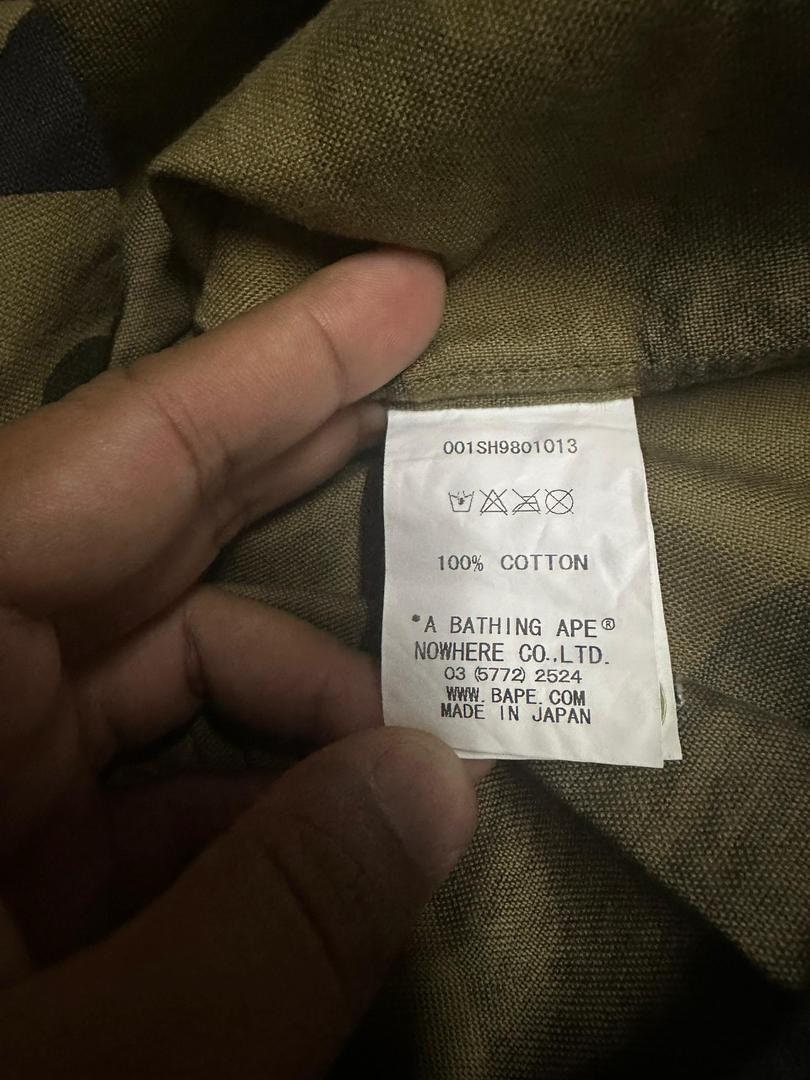 001SH9801013
100% COTTON
*A BATHING APE®
NOWHERE CO.,LTD.
03 (5772) 2524
WWW.BAPE.COM
MADE IN JAPAN